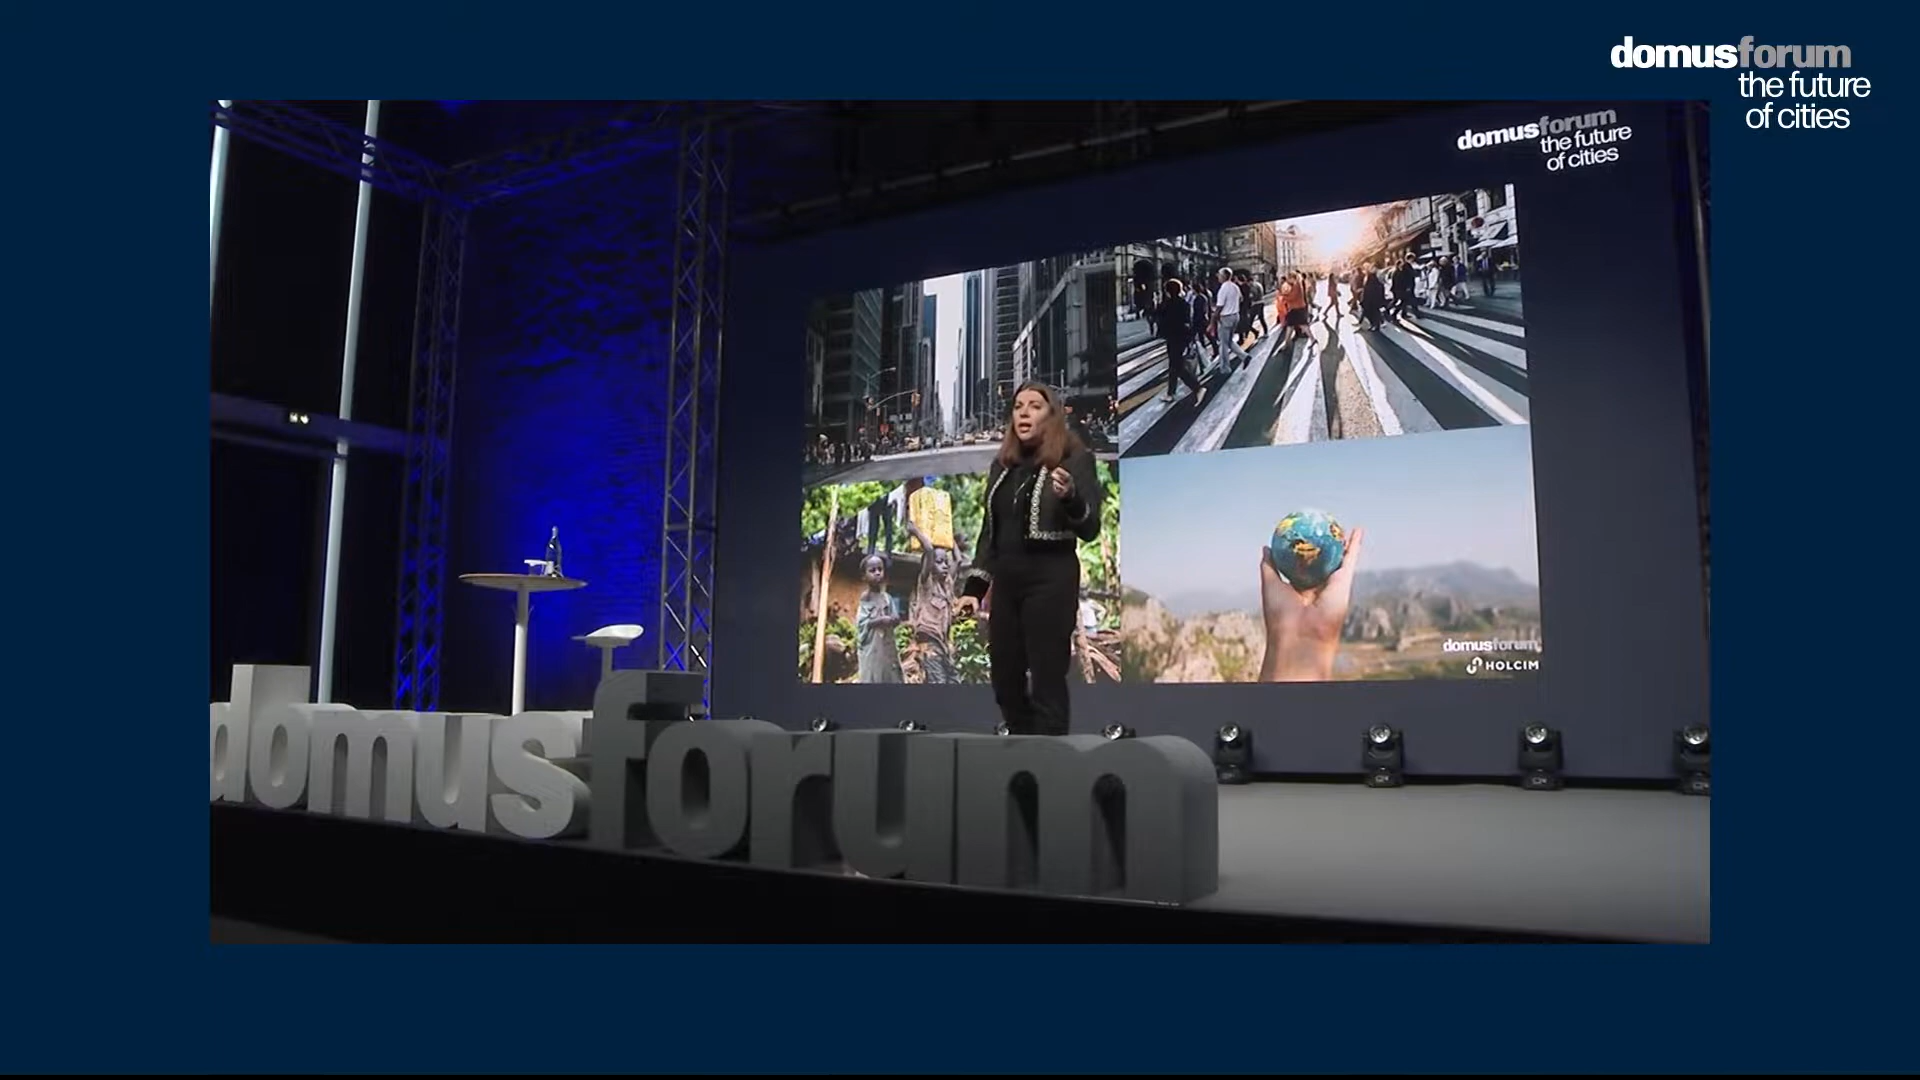 domusforum
the future
of cities
domusforum
the future
of cities
domusforum
HOLCIM
domusforum